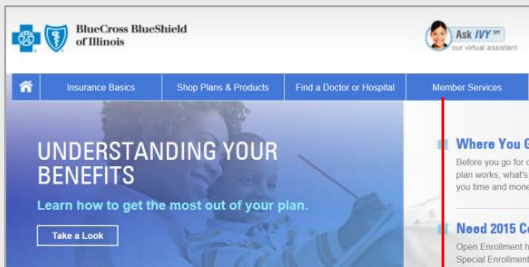 BlueCross BlueShield
of Illinois
Ask IVY SM
our virtual assistant
Insurance Basics
Shop Plans & Products
Find a Doctor or Hospital
Member Services
UNDERSTANDING YOUR
BENEFITS
Learn how to get the most out of your plan.
Take a Look
Where You G
Before you go for
plan works, what's
you time and mone
Need 2015 Co
Open Enrollment h
Special Enrollment